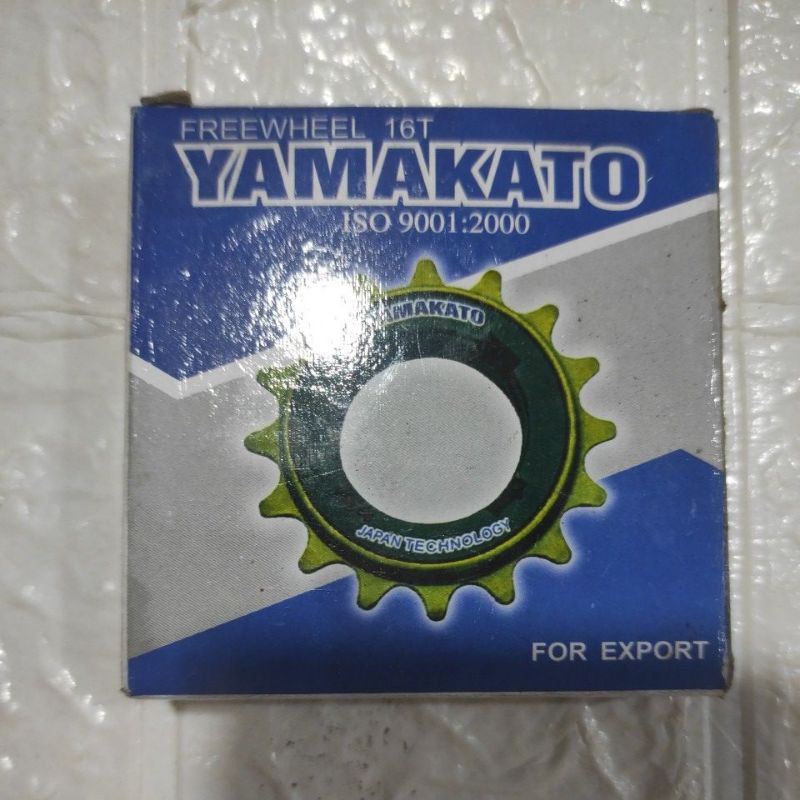 FREEWHEEL 16T
YAMAKATO
ISO 9001:2000
YAMAKATO
JAPAN TECHNOLOGY
FOR EXPORT